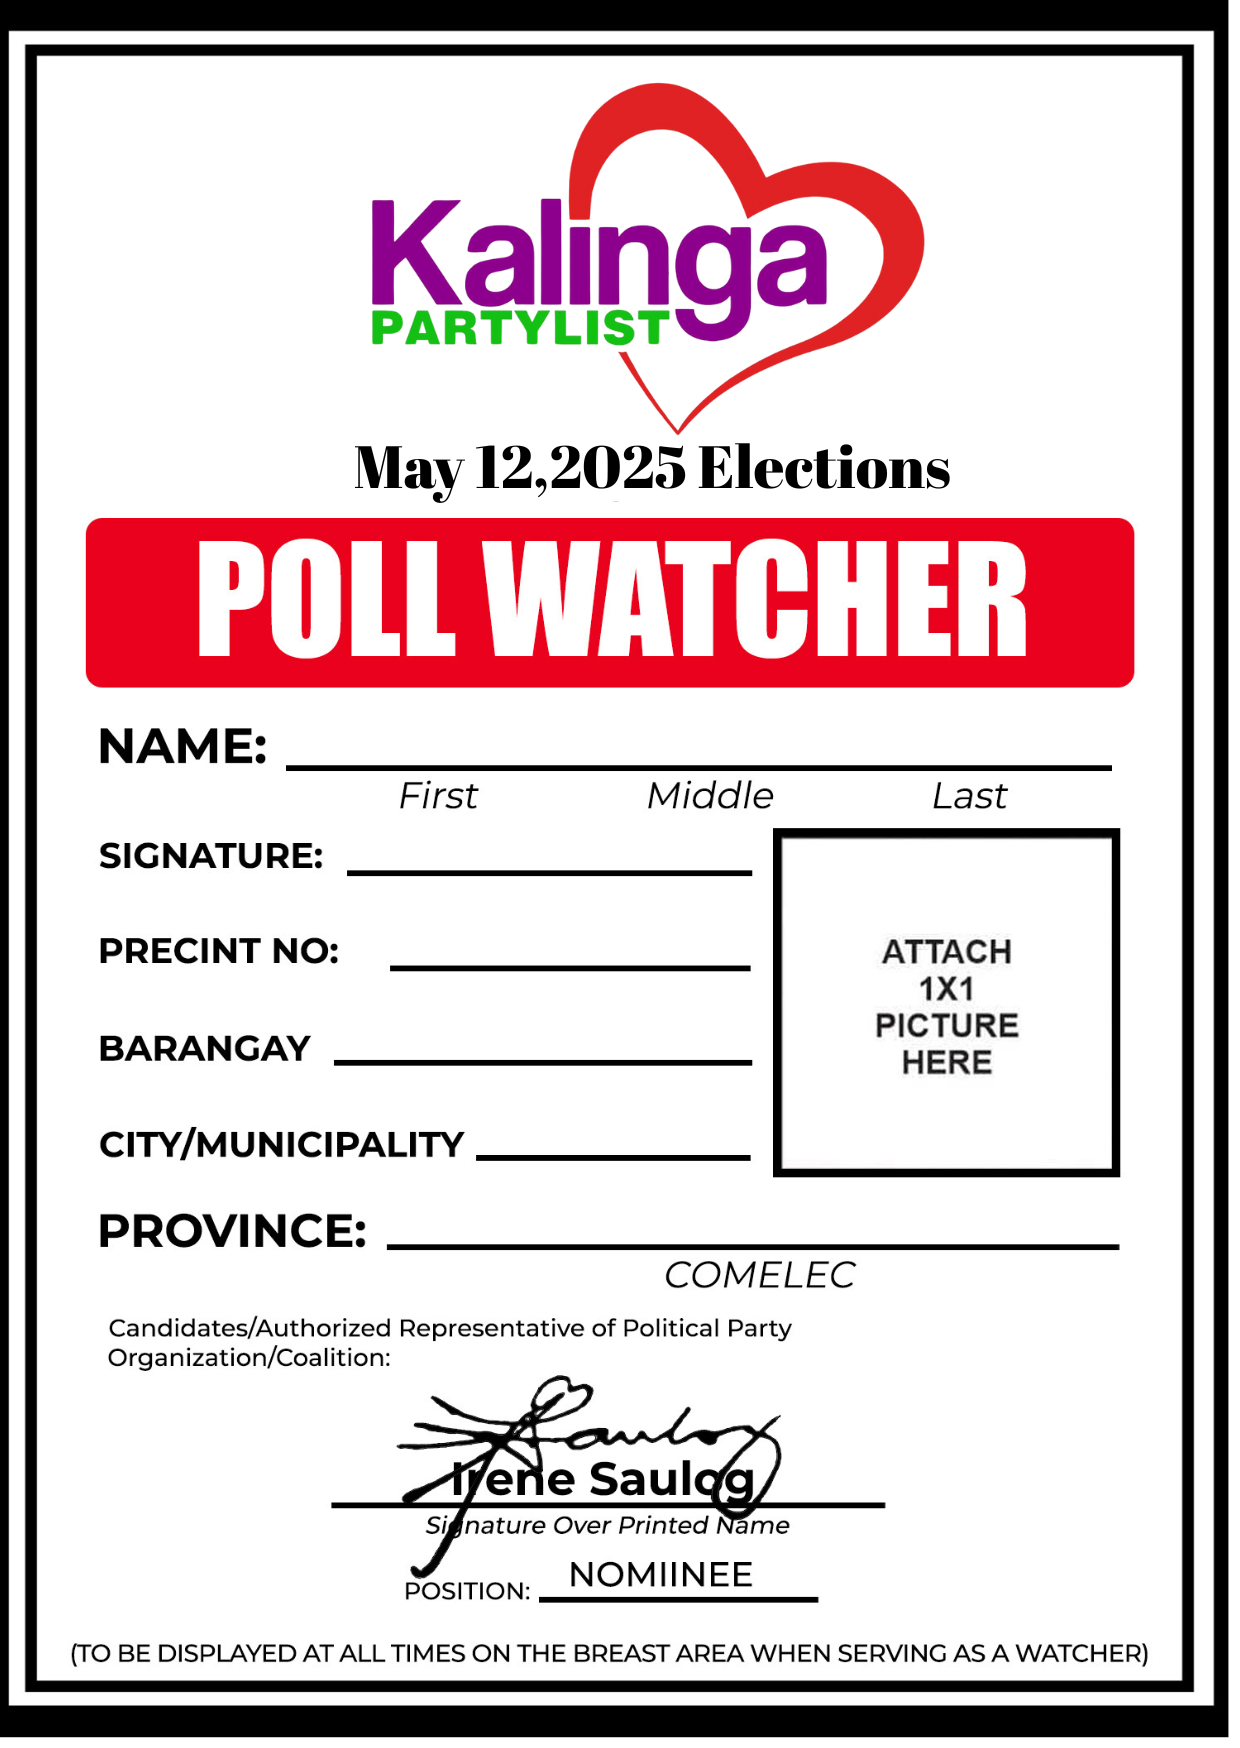 Kalinga
PARTYLIST
May 12,2025 Elections
POLL WATCHER
NAME:
First Middle Last
SIGNATURE:
PRECINT NO:
BARANGAY
CITY/MUNICIPALITY
ATTACH
1X1
PICTURE
HERE
PROVINCE:
COMELEC
Candidates/Authorized Representative of Political Party
Organization/Coalition:
Irene Saulog
Signature Over Printed Name
POSITION: NOMIINEE
(TO BE DISPLAYED AT ALL TIMES ON THE BREAST AREA WHEN SERVING AS A WATCHER)